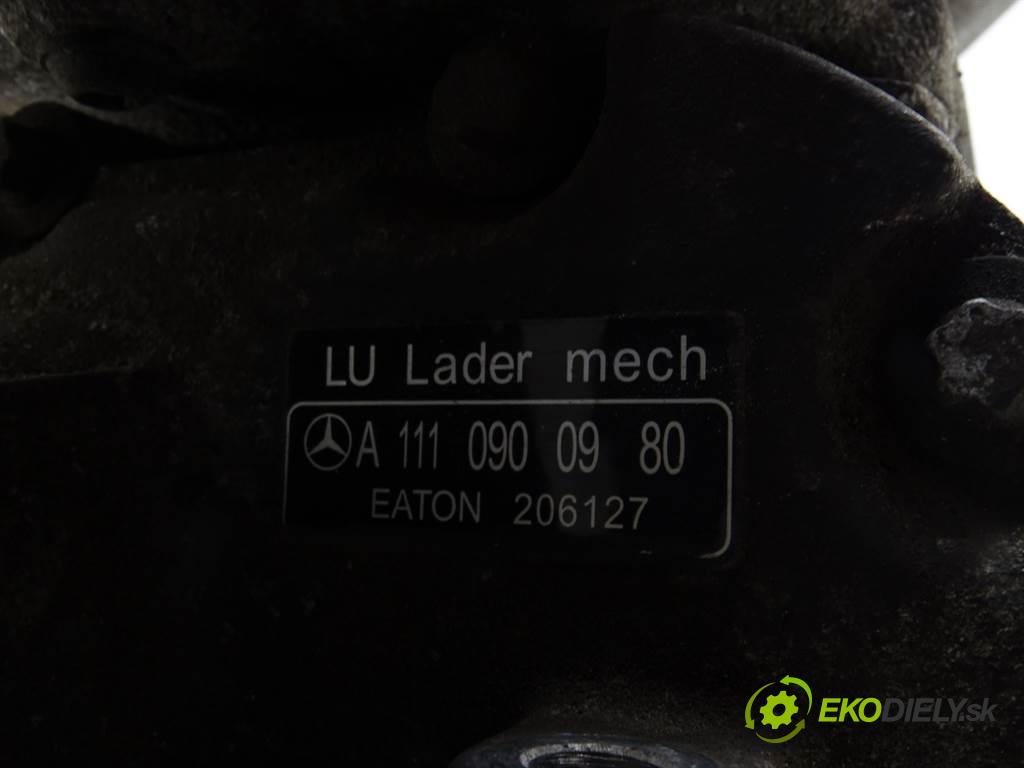 LU Lader mech
A 111 090 09 80
EATON 206127
EKODIELY.sk